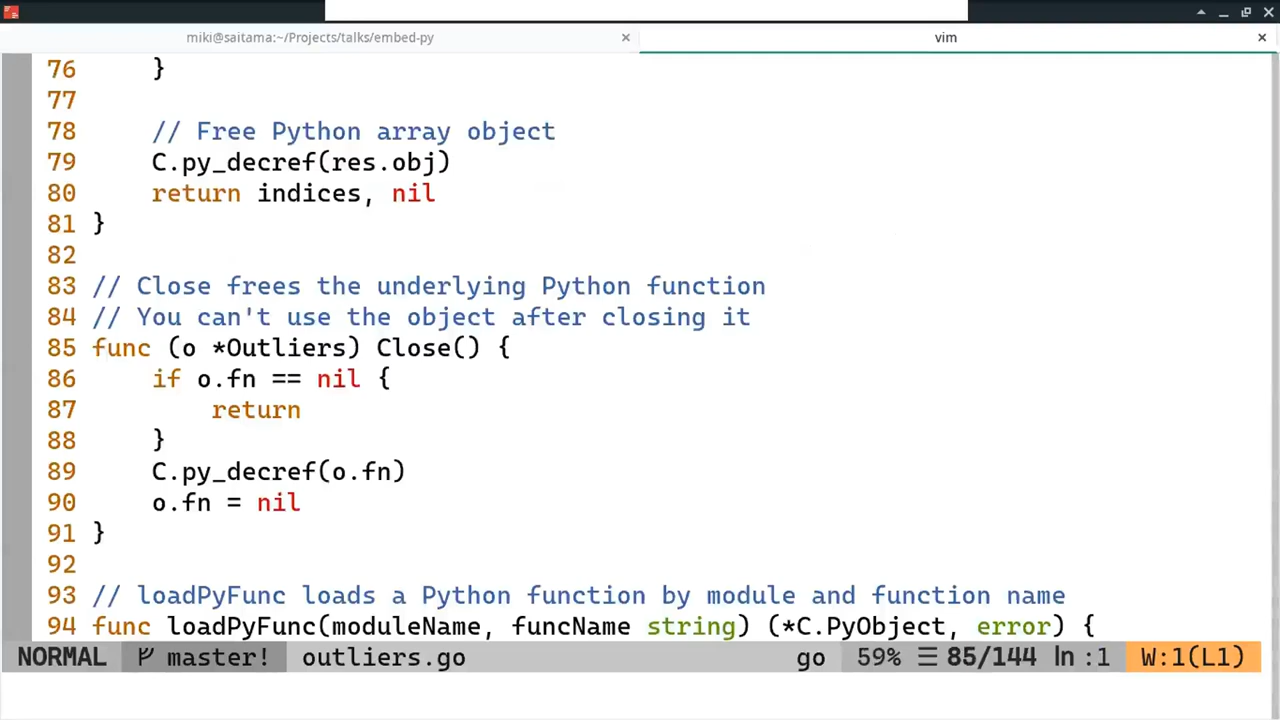 miki@saitama:~/Projects/talks/embed-py
vim
76 }
77
78 // Free Python array object
79 C.py_decref(res.obj)
80 return indices, nil
81 }
82
83 // Close frees the underlying Python function
84 // You can't use the object after closing it
85 func (o *Outliers) Close() {
86 if o.fn == nil {
87 return
88 }
89 C.py_decref(o.fn)
90 o.fn = nil
91 }
92
93 // loadPyFunc loads a Python function by module and function name
94 func loadPyFunc(moduleName, funcName string) (*C.PyObject, error) {
NORMAL master! outliers.go go 59% ☰ 85/144 ln :1 W:1(L1)